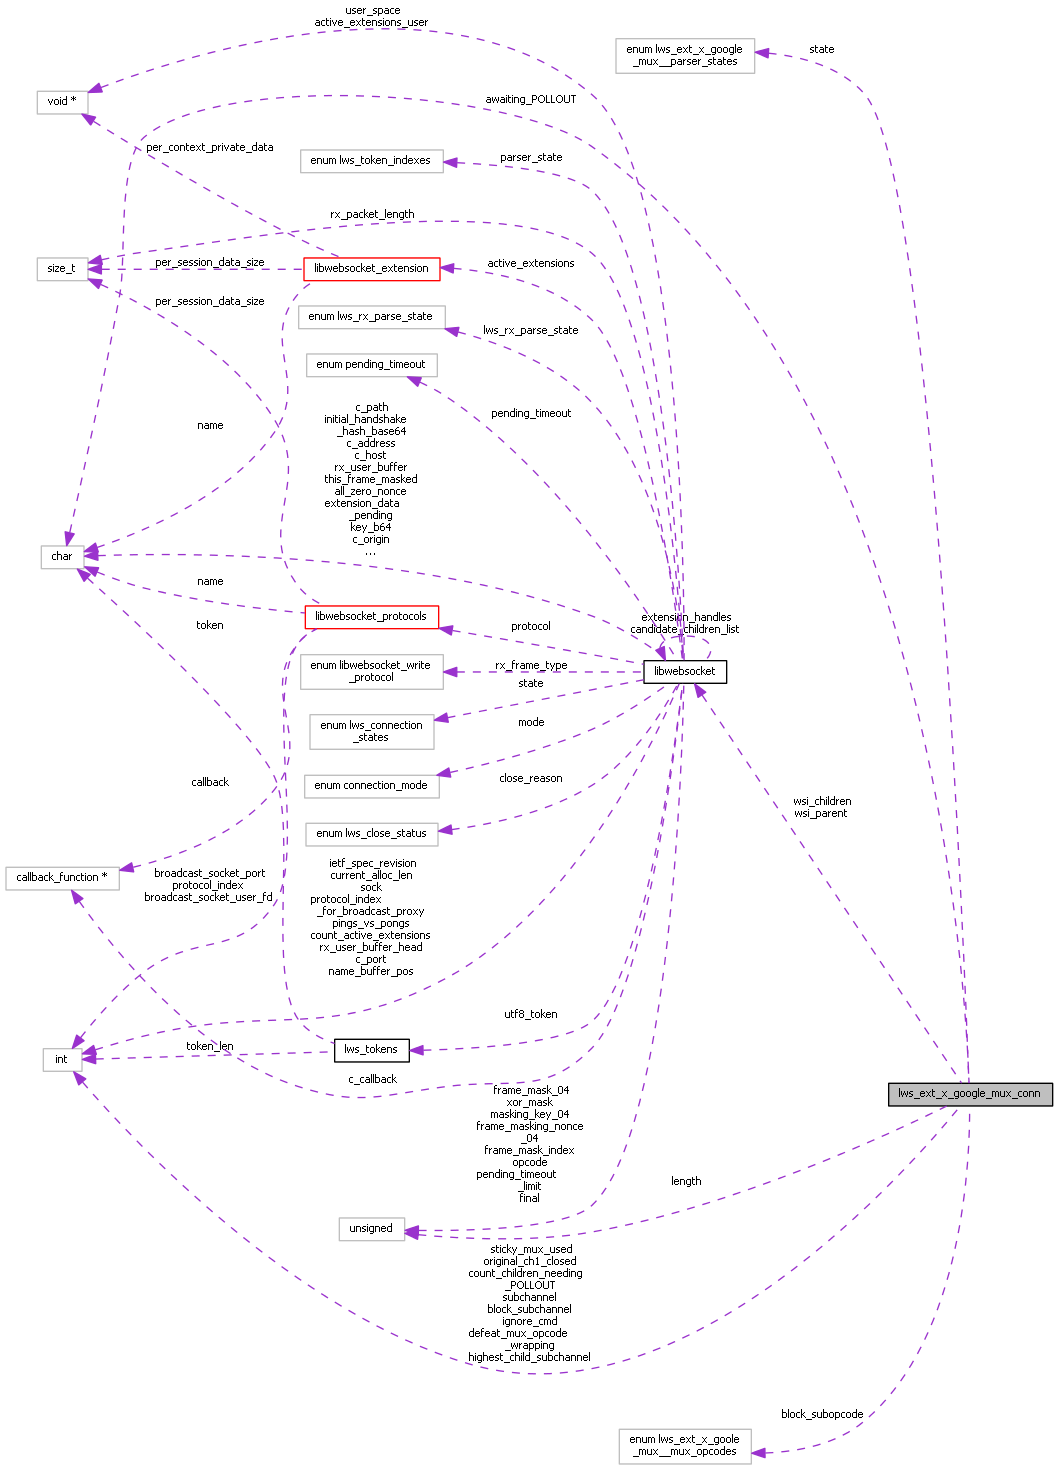 user_space
active_extensions_user
enum lws_ext_x_google
_mux__parser_states
state
void *
awaiting_POLLOUT
per_context_private_data
enum lws_token_indexes
parser_state
rx_packet_length
size_t
per_session_data_size
libwebsocket_extension
active_extensions
per_session_data_size
enum lws_rx_parse_state
lws_rx_parse_state
enum pending_timeout
pending_timeout
name
c_path
initial_handshake
_hash_base64
c_address
c_host
rx_user_buffer
this_frame_masked
all_zero_nonce
extension_data
_pending
key_b64
c_origin
...
char
name
libwebsocket_protocols
token
protocol
extension_handles
candidate_children_list
enum libwebsocket_write
_protocol
rx_frame_type
libwebsocket
state
enum lws_connection
_states
mode
callback
enum connection_mode
close_reason
wsi_children
wsi_parent
enum lws_close_status
callback_function *
broadcast_socket_port
protocol_index
broadcast_socket_user_fd
ietf_spec_revision
current_alloc_len
sock
protocol_index
_for_broadcast_proxy
pings_vs_pongs
count_active_extensions
rx_user_buffer_head
c_port
name_buffer_pos
utf8_token
int
token_len
lws_tokens
c_callback
frame_mask_04
xor_mask
masking_key_04
frame_masking_nonce
_04
frame_mask_index
opcode
pending_timeout
_limit
final
lws_ext_x_google_mux_conn
length
unsigned
sticky_mux_used
original_ch1_closed
count_children_needing
_POLLOUT
subchannel
block_subchannel
ignore_cmd
defeat_mux_opcode
_wrapping
highest_child_subchannel
block_subopcode
enum lws_ext_x_goole
_mux__mux_opcodes